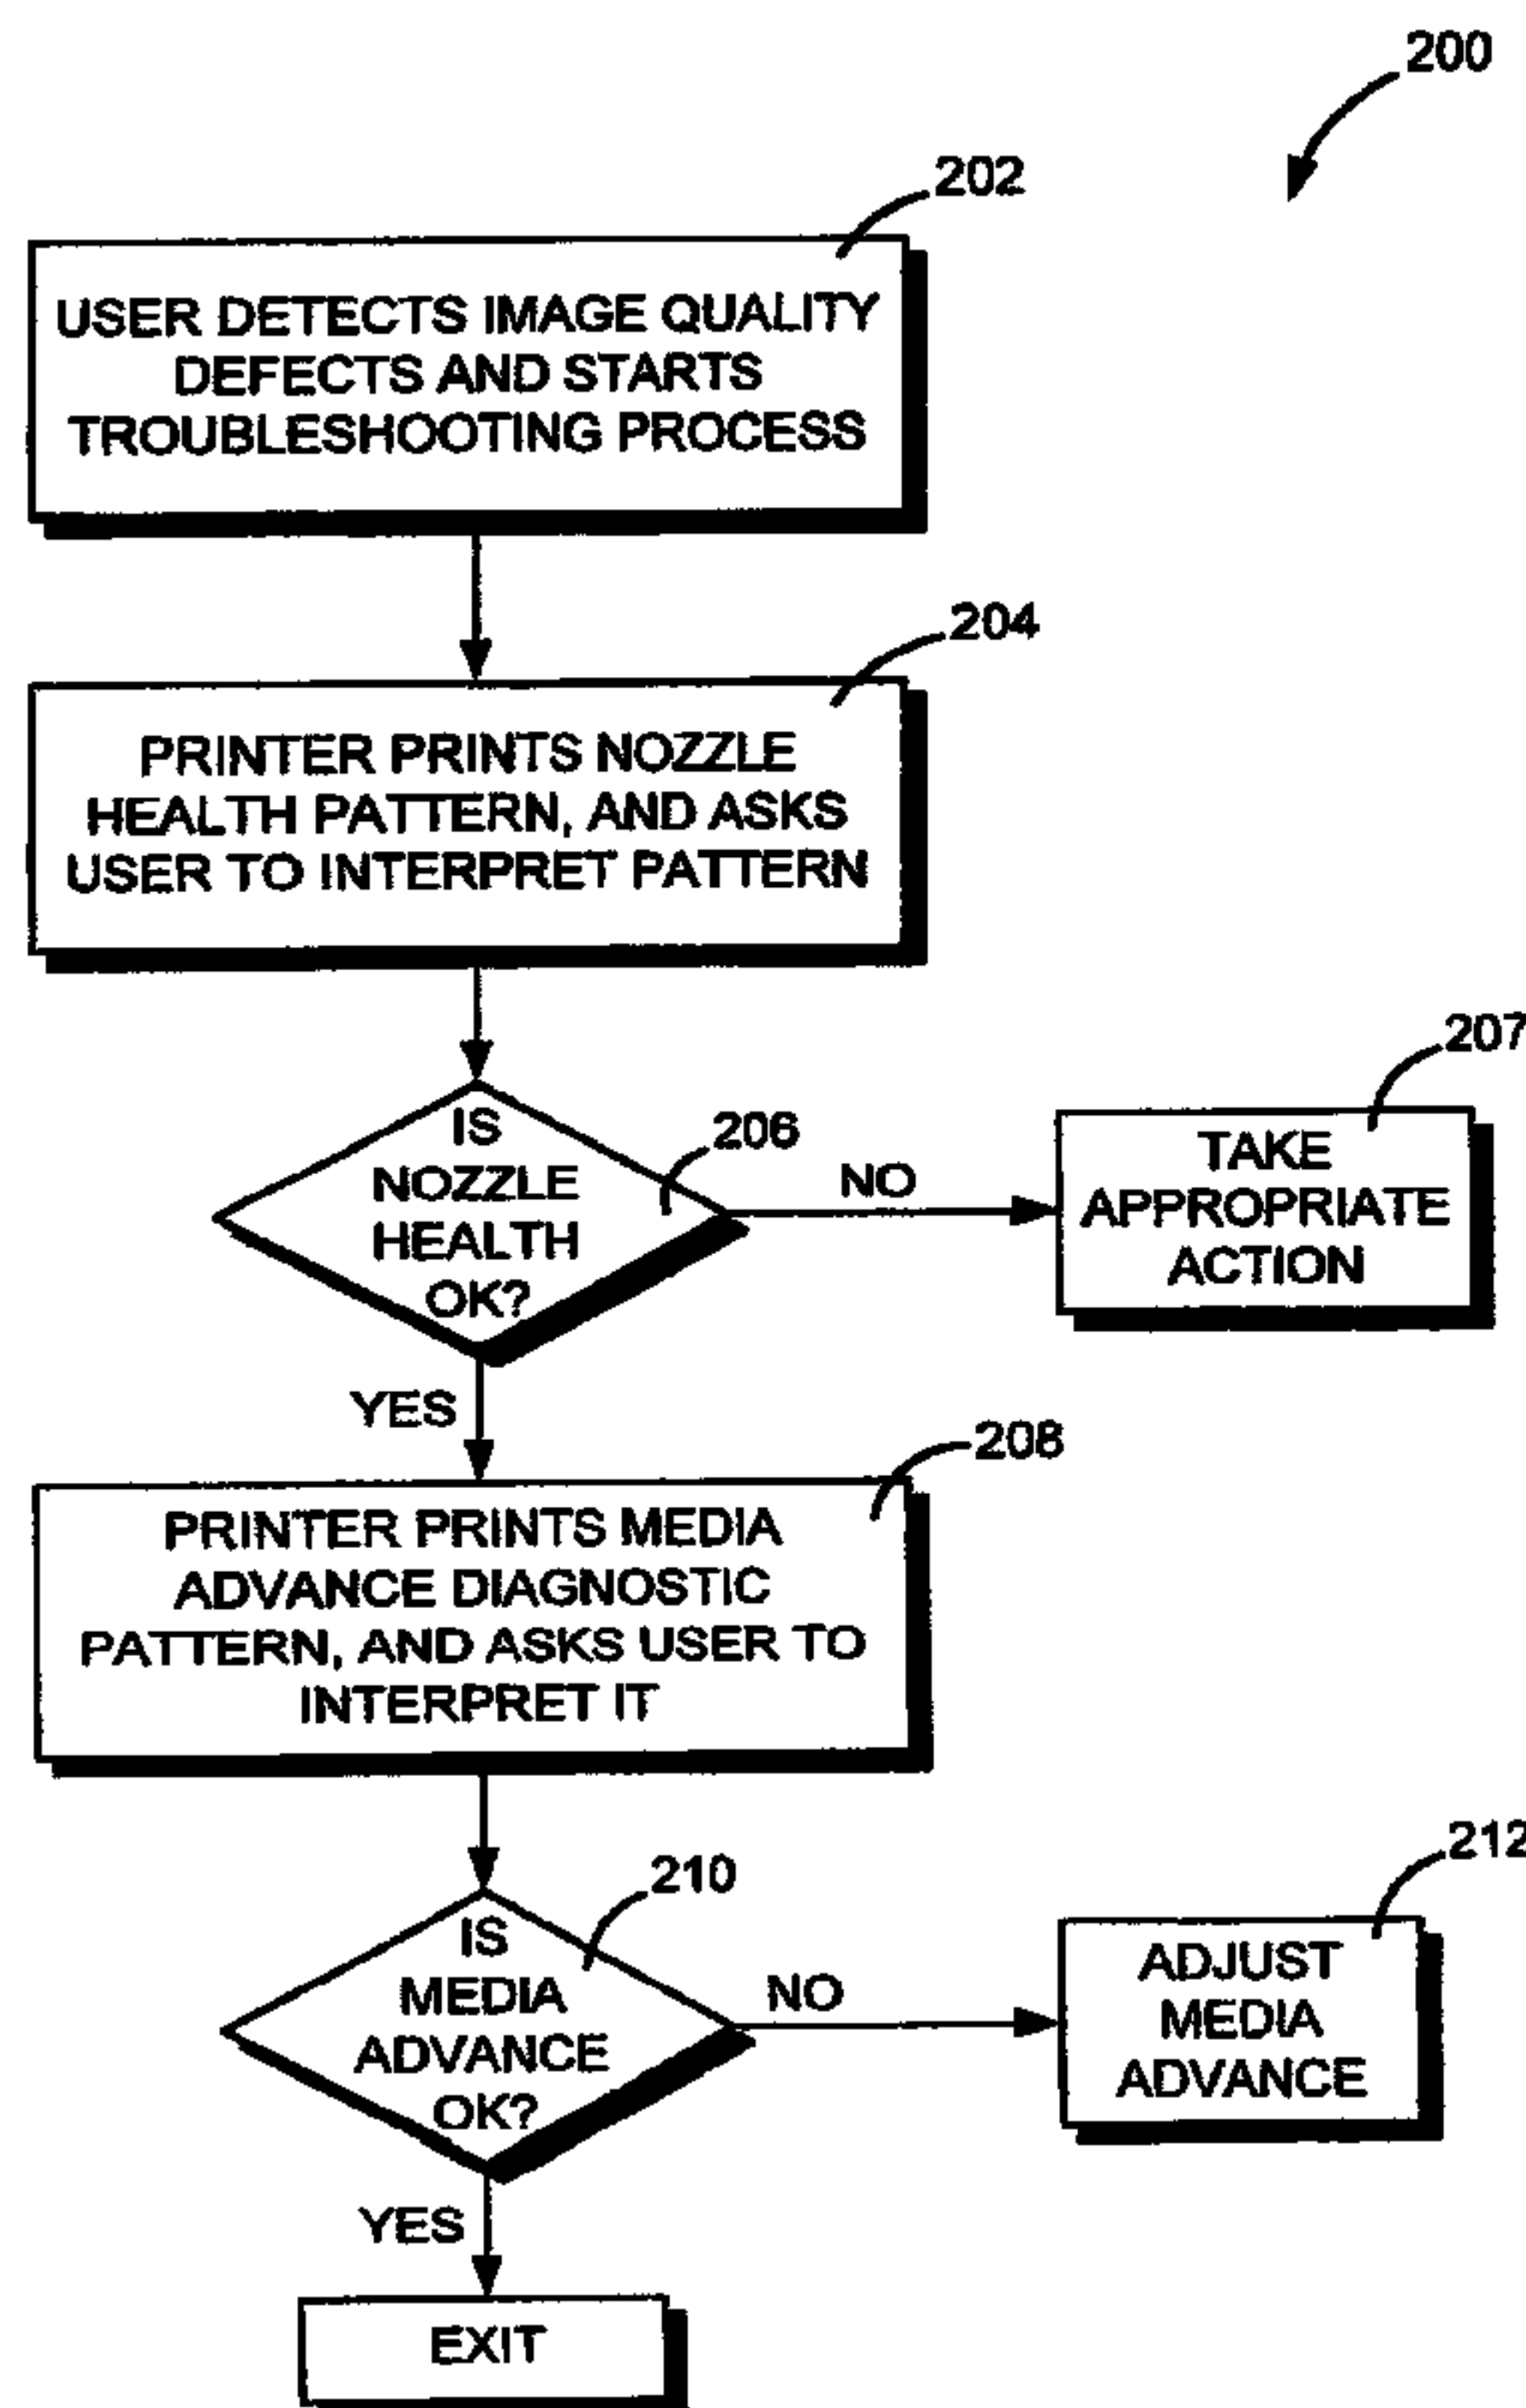 200
202
USER DETECTS IMAGE QUALITY
DEFECTS AND STARTS
TROUBLESHOOTING PROCESS
204
PRINTER PRINTS NOZZLE
HEALTH PATTERN, AND ASKS
USER TO INTERPRET PATTERN
206
IS
NOZZLE
HEALTH
OK?
NO
207
TAKE
APPROPRIATE
ACTION
YES
208
PRINTER PRINTS MEDIA
ADVANCE DIAGNOSTIC
PATTERN, AND ASKS USER TO
INTERPRET IT
210
IS
MEDIA
ADVANCE
OK?
NO
212
ADJUST
MEDIA
ADVANCE
YES
EXIT